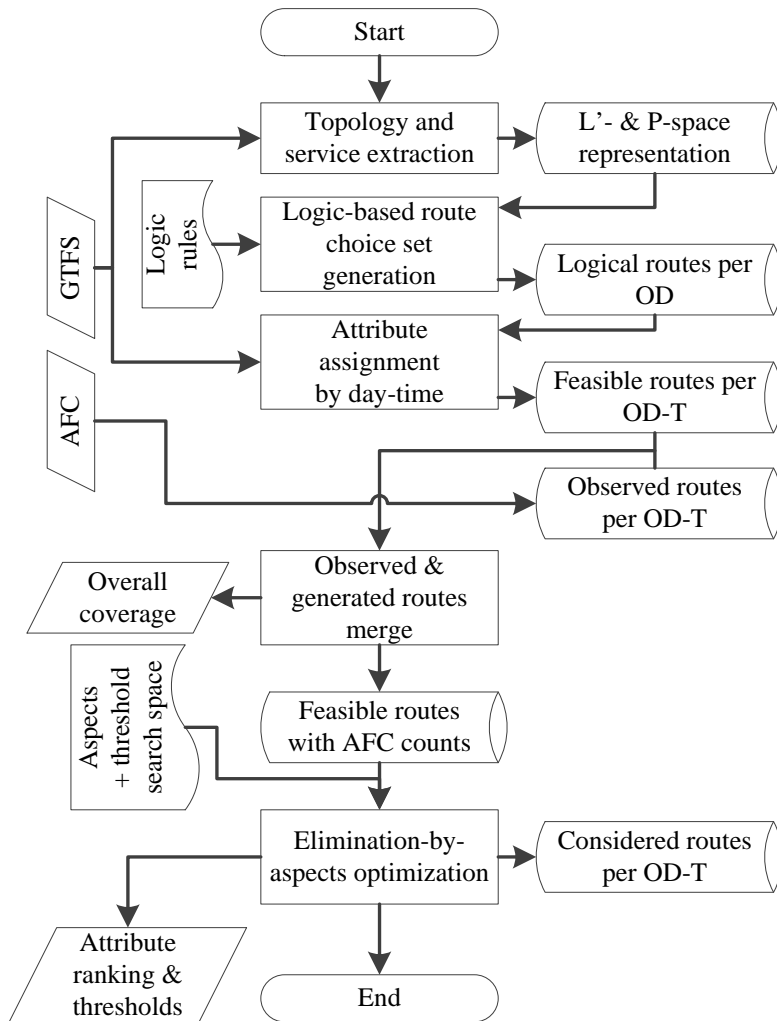 Start
Topology and
service extraction
L'- & P-space
representation
GTFS
Logic
rules
Logic-based route
choice set
generation
Logical routes per
OD
Attribute
assignment
by day-time
Feasible routes per
OD-T
AFC
Observed routes
per OD-T
Overall
coverage
Observed &
generated routes
merge
Aspects
+ threshold
search space
Feasible routes
with AFC counts
Elimination-by-
aspects optimization
Considered routes
per OD-T
Attribute
ranking &
thresholds
End